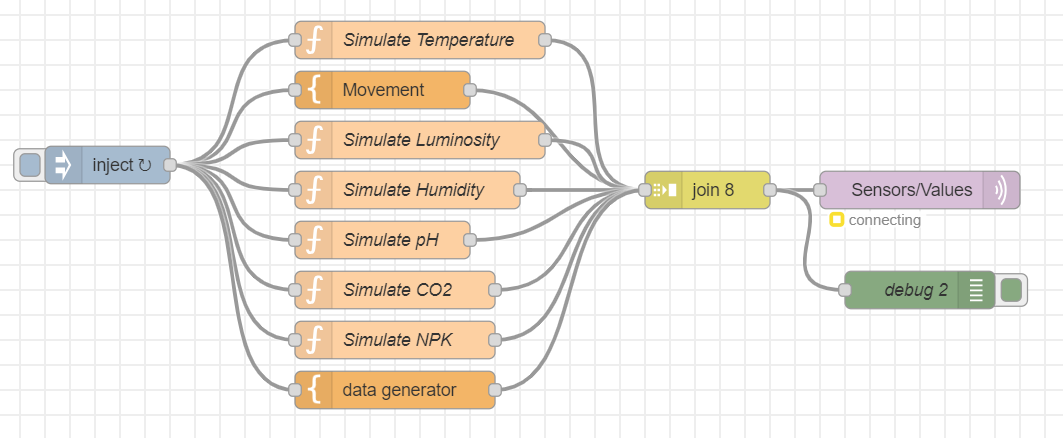 Simulate Temperature
Movement
Simulate Luminosity
inject ↻
Simulate Humidity
join 8
Sensors/Values
connecting
Simulate pH
Simulate CO2
debug 2
Simulate NPK
data generator